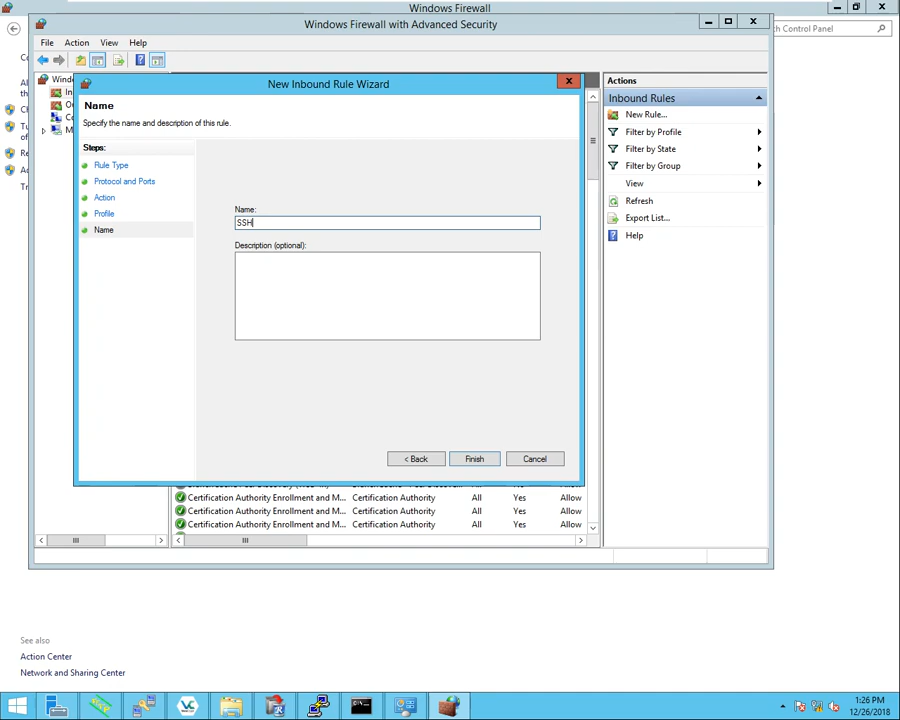 Windows Firewall
Windows Firewall with Advanced Security
ch Control Panel
File Action View Help
Name
New Inbound Rule Wizard
Specify the name and description of this rule.
Steps:
Rule Type
Protocol and Ports
Action
Profile
Name
Name:
SSH
Description (optional):
< Back Finish Cancel
Actions
Inbound Rules
New Rule...
Filter by Profile
Filter by State
Filter by Group
View
Refresh
Export List...
Help
Certification Authority Enrollment and M... Certification Authority All Yes Allow
Certification Authority Enrollment and M... Certification Authority All Yes Allow
Certification Authority Enrollment and M... Certification Authority All Yes Allow
See also
Action Center
Network and Sharing Center
1:26 PM
12/26/2018